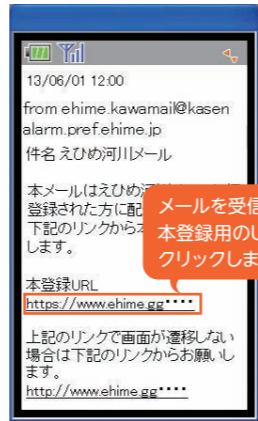 13/06/01 12:00
from ehime.kawamail@kasen
alarm.pref.ehime.jp
件名 えひめ河川メール
本メールはえひめ
登録された方に配
下記のリンクから
します。
メールを受信
本登録用のU
クリックしま
本登録URL
https://www.ehime.gg････
上記のリンクで画面が遷移しない
場合は下記のリンクからお願いし
ます。
http://www.ehime.gg････